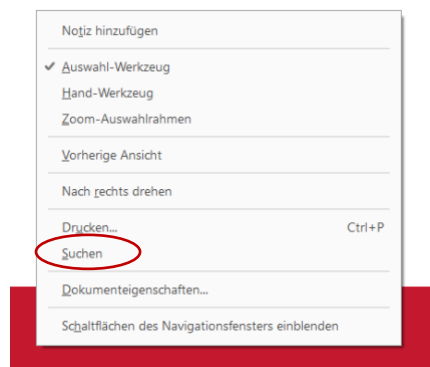 Notiz hinzufügen
Auswahl-Werkzeug
Hand-Werkzeug
Zoom-Auswahlrahmen
Vorherige Ansicht
Nach rechts drehen
Drucken... Ctrl+P
Suchen
Dokumenteigenschaften...
Schaltflächen des Navigationsfensters einblenden